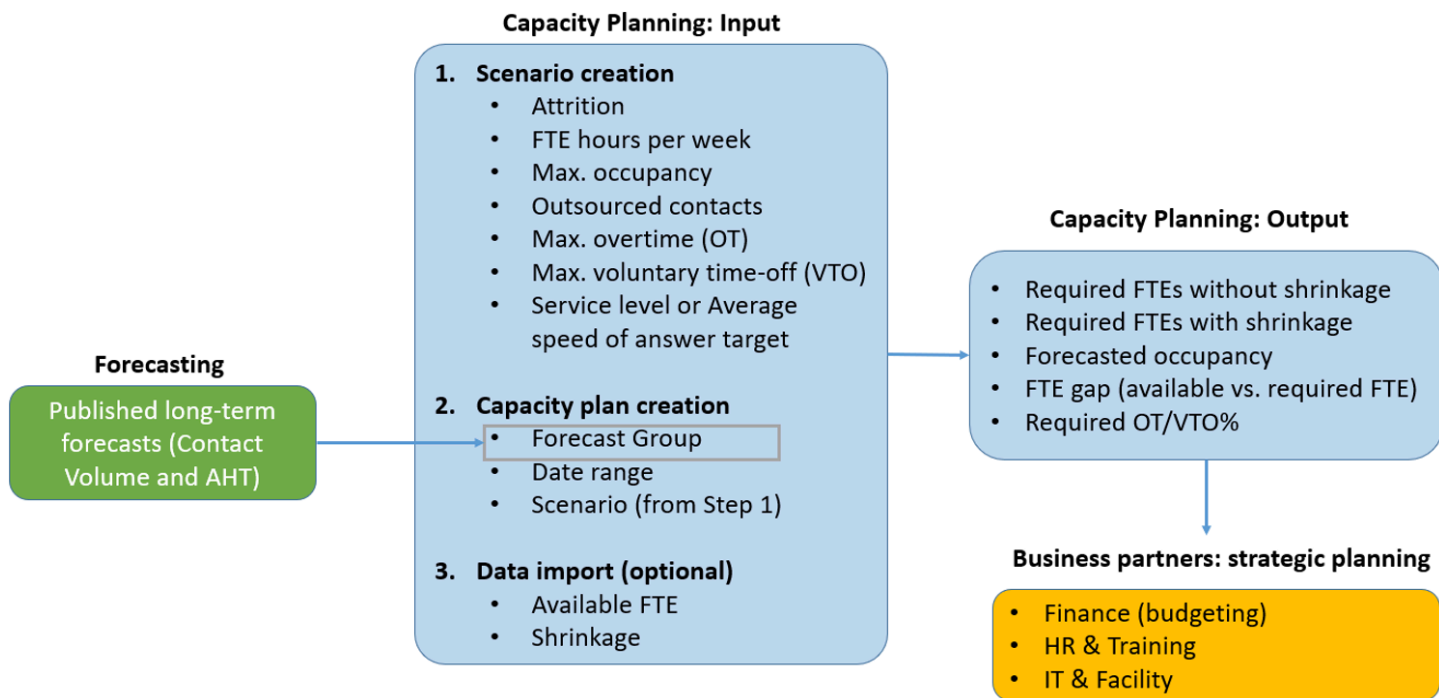 Forecasting
Published long-term
forecasts (Contact
Volume and AHT)
Capacity Planning: Input
1. Scenario creation
• Attrition
• FTE hours per week
• Max. occupancy
• Outsourced contacts
• Max. overtime (OT)
• Max. voluntary time-off (VTO)
• Service level or Average
speed of answer target
2. Capacity plan creation
• Forecast Group
• Date range
• Scenario (from Step 1)
3. Data import (optional)
• Available FTE
• Shrinkage
Capacity Planning: Output
• Required FTEs without shrinkage
• Required FTEs with shrinkage
• Forecasted occupancy
• FTE gap (available vs. required FTE)
• Required OT/VTO%
Business partners: strategic planning
• Finance (budgeting)
• HR & Training
• IT & Facility